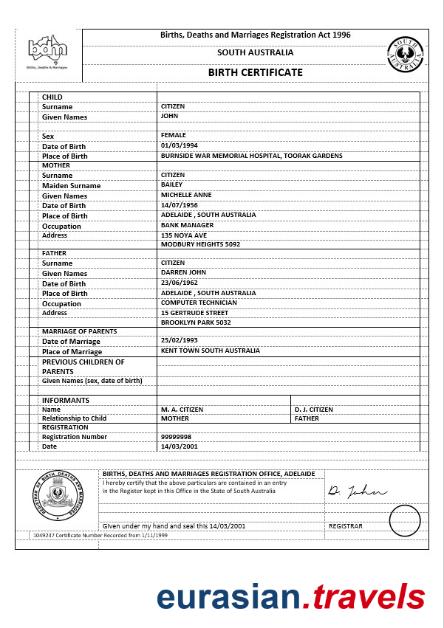 Births, Deaths and Marriages Registration Act 1996
bdm
Births, Deaths & Marriages
SOUTH AUSTRALIA
SOUTH AUSTRALIA
BIRTH CERTIFICATE
CHILD
Surname CITIZEN
Given Names JOHN
Sex FEMALE
Date of Birth 01/03/1994
Place of Birth BURNSIDE WAR MEMORIAL HOSPITAL, TOORAK GARDENS
MOTHER
Surname CITIZEN
Maiden Surname BAILEY
Given Names MICHELLE ANNE
Date of Birth 14/07/1956
Place of Birth ADELAIDE , SOUTH AUSTRALIA
Occupation BANK MANAGER
Address 135 NOYA AVE
MODBURY HEIGHTS 5092
FATHER
Surname CITIZEN
Given Names DARREN JOHN
Date of Birth 23/06/1962
Place of Birth ADELAIDE , SOUTH AUSTRALIA
Occupation COMPUTER TECHNICIAN
Address 15 GERTRUDE STREET
BROOKLYN PARK 5032
MARRIAGE OF PARENTS
Date of Marriage 25/02/1993
Place of Marriage KENT TOWN SOUTH AUSTRALIA
PREVIOUS CHILDREN OF
PARENTS
Given Names (sex, date of birth)
INFORMANTS
Name M. A. CITIZEN D. J. CITIZEN
Relationship to Child MOTHER FATHER
REGISTRATION
Registration Number 99999998
Date 14/03/2001
BIRTHS, DEATHS AND MARRIAGES REGISTRATION OFFICE, ADELAIDE
I hereby certify that the above particulars are contained in an entry
in the Register kept in this Office in the State of South Australia
D. John
Given under my hand and seal this 14/03/2001 REGISTRAR
1049247 Certificate Number Recorded from 1/11/1999
eurasian.travels